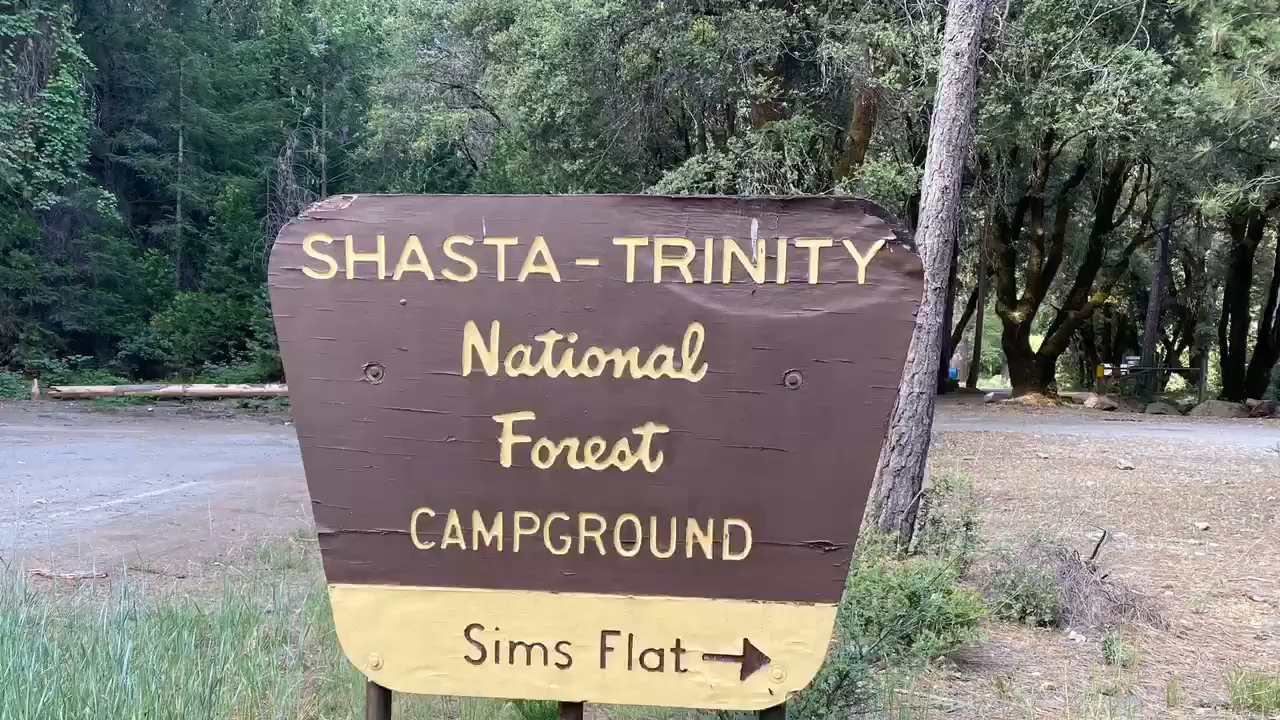 SHASTA-TRINITY
National
Forest
CAMPGROUND
Sims Flat →